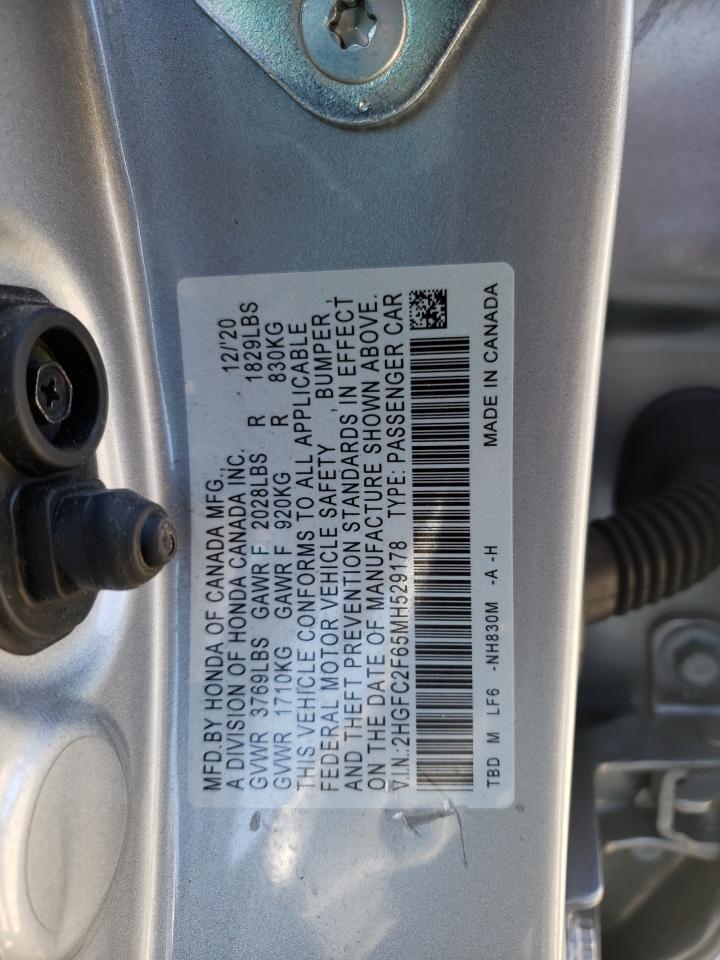 MFD. BY HONDA OF CANADA MFG.,
A DIVISION OF HONDA CANADA INC. 12/'20
GVWR 3769LBS GAWR F 2028LBS R 1829LBS
GVWR 1710KG GAWR F 920KG R 830KG
THIS VEHICLE CONFORMS TO ALL APPLICABLE
FEDERAL MOTOR VEHICLE SAFETY , BUMPER ,
AND THEFT PREVENTION STANDARDS IN EFFECT
ON THE DATE OF MANUFACTURE SHOWN ABOVE.
V.I.N.:2HGFC2F65MH529178 TYPE: PASSENGER CAR
TBD M LF6 -NH830M -A -H MADE IN CANADA